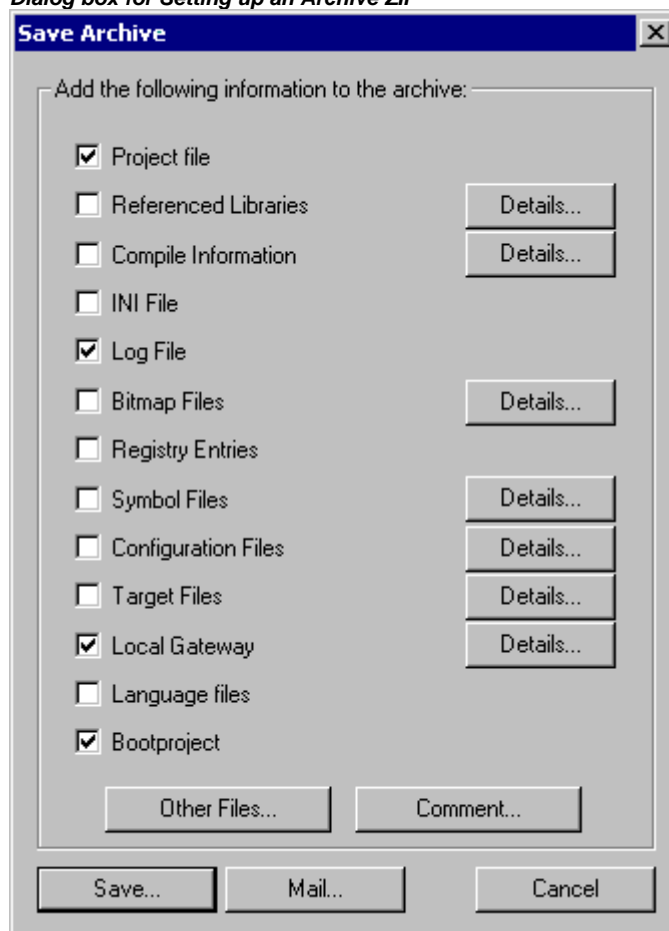 Dialog box for Setting up an Archive ZIP
Save Archive
Add the following information to the archive:
Project file
Referenced Libraries Details...
Compile Information Details...
INI File
Log File
Bitmap Files Details...
Registry Entries
Symbol Files Details...
Configuration Files Details...
Target Files Details...
Local Gateway Details...
Language files
Bootproject
Other Files... Comment...
Save... Mail... Cancel